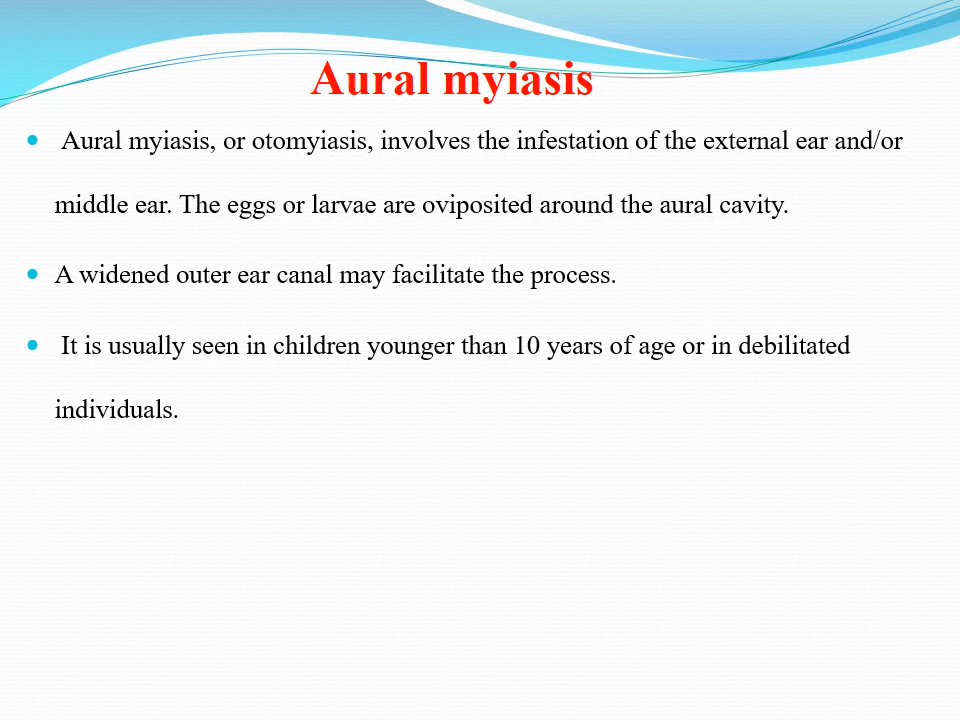 Aural myiasis
Aural myiasis, or otomyiasis, involves the infestation of the external ear and/or
middle ear. The eggs or larvae are oviposited around the aural cavity.
A widened outer ear canal may facilitate the process.
It is usually seen in children younger than 10 years of age or in debilitated
individuals.